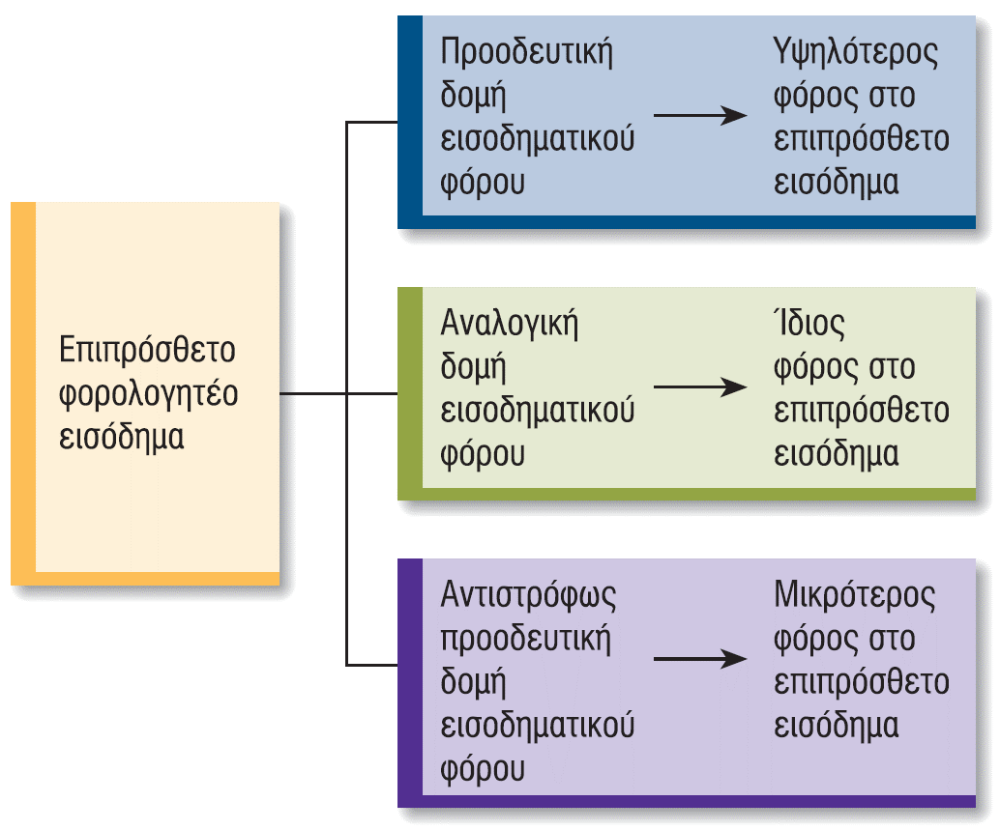 Επιπρόσθετο
φορολογητέο
εισόδημα
Προοδευτική
δομή
εισοδηματικού
φόρου
Υψηλότερος
φόρος στο
επιπρόσθετο
εισόδημα
Αναλογική
δομή
εισοδηματικού
φόρου
Ίδιος
φόρος στο
επιπρόσθετο
εισόδημα
Αντιστρόφως
προοδευτική
δομή
εισοδηματικού
φόρου
Μικρότερος
φόρος στο
επιπρόσθετο
εισόδημα